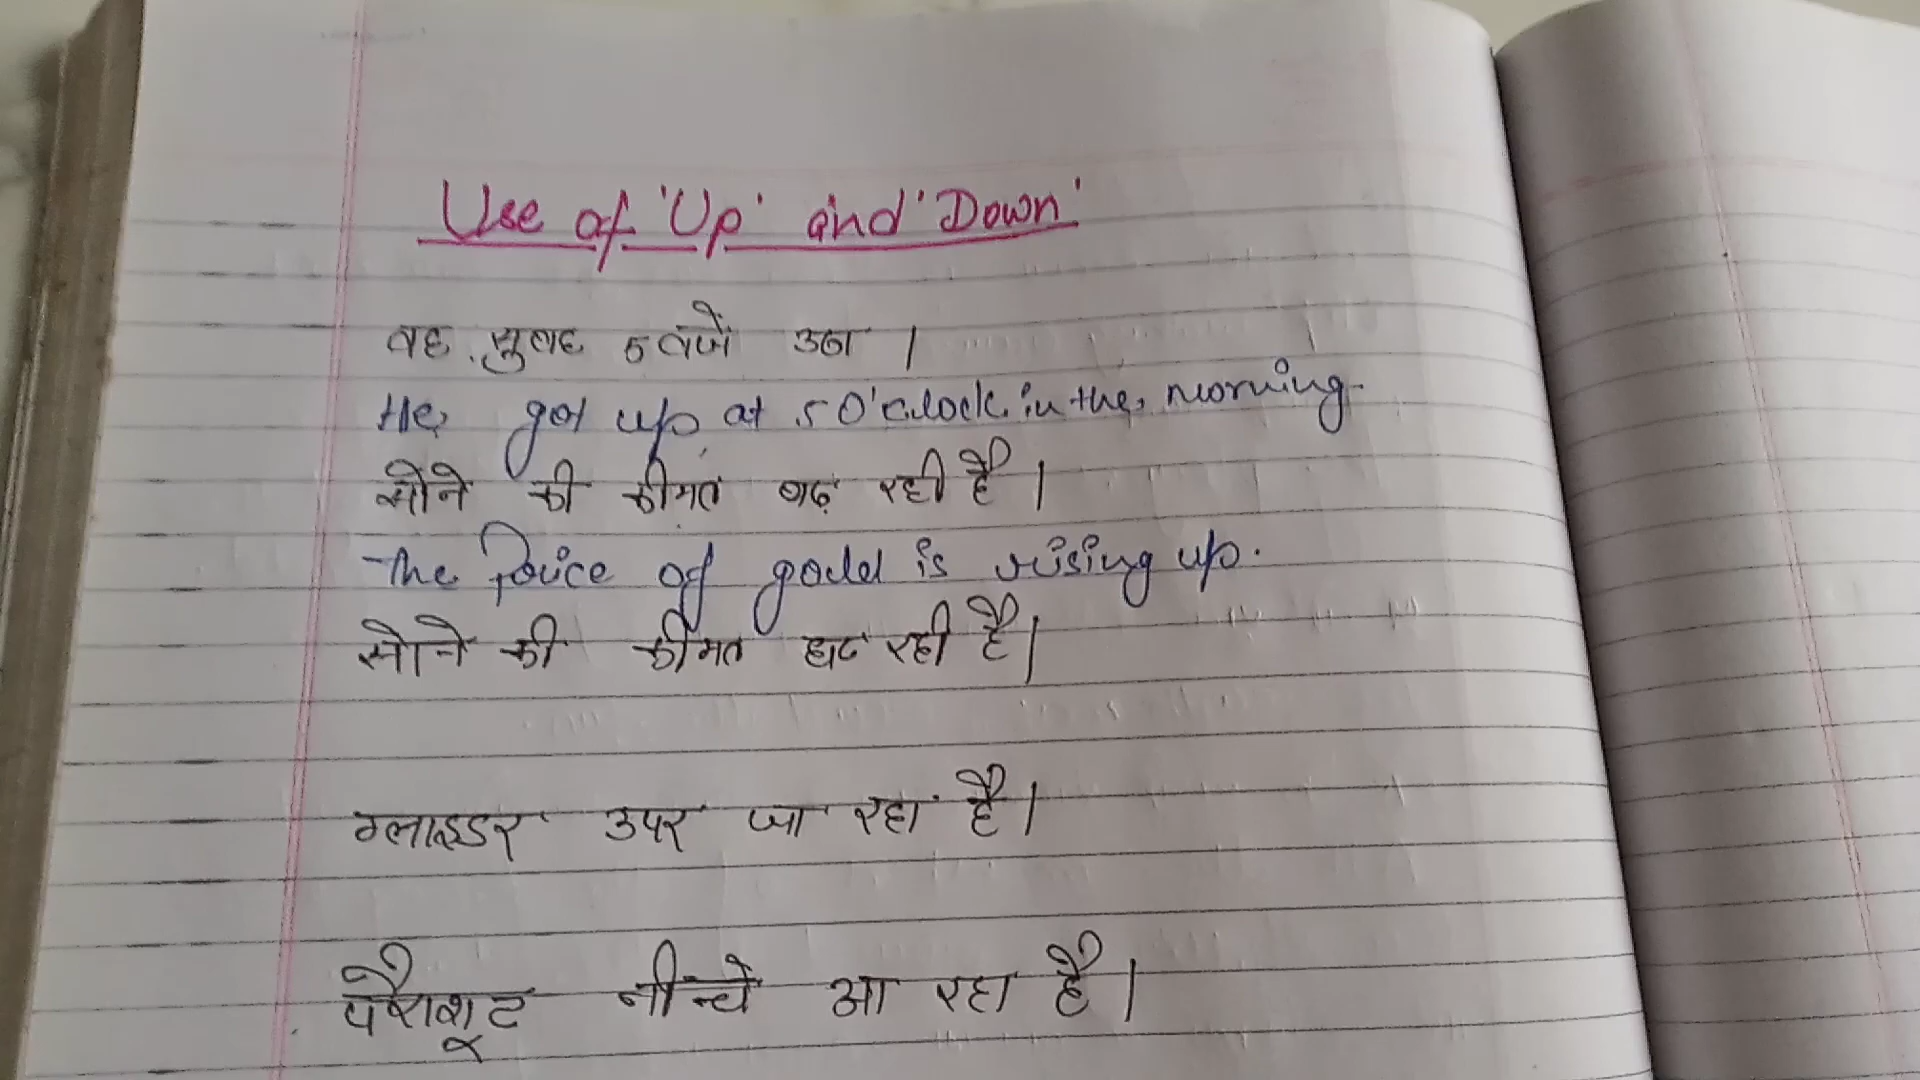 Use of 'Up' and 'Down'
वह सुबह 5 बजें उठा ।
He got up at 5 O'clock in the morning.
सोने की कीमत बढ़ रही है ।
The Price of gold is rising up.
सोने की कीमत घट रही है ।
ग्लाइडर उपर जा रहा है ।
पैराशूट नीचे आ रहा है ।